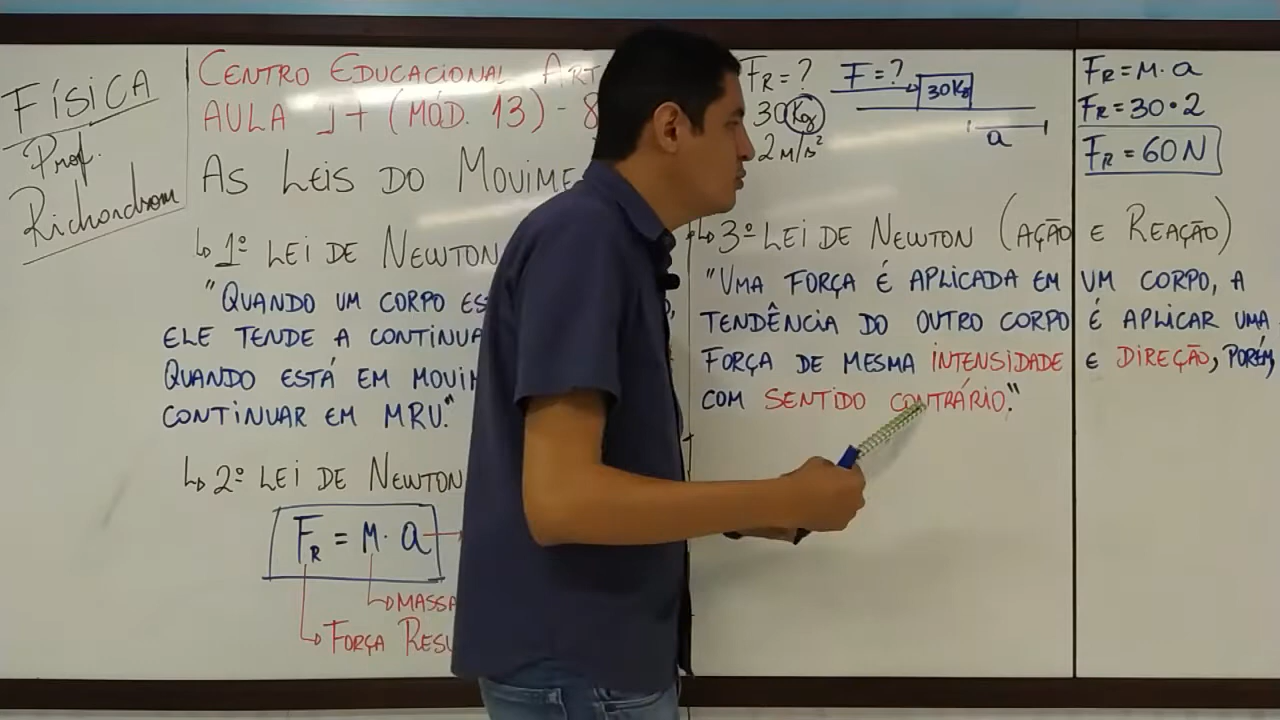 FÍSICA
Prof.
Richardson
CENTRO EDUCACIONAL ART
AULA (MÓD. 13) - 8
AS LEIS DO MOVIME
↳ 1º LEI DE NEWTON
"QUANDO UM CORPO ES
ELE TENDE A CONTINUA
QUANDO ESTÁ EM MOVIM
CONTINUAR EM MRU."
↳ 2º LEI DE NEWTON
FR = M · a
MASSA
FORÇA RESU
FR = ?
30 Kg
2 M/s²
F = ?
30 Kg
a
FR = M · a
FR = 30 · 2
FR = 60 N
↳ 3º LEI DE NEWTON (AÇÃO E REAÇÃO)
"UMA FORÇA É APLICADA EM UM CORPO, A
TENDÊNCIA DO OUTRO CORPO É APLICAR UMA
FORÇA DE MESMA INTENSIDADE E DIREÇÃO, PORÉM,
COM SENTIDO CONTRÁRIO."